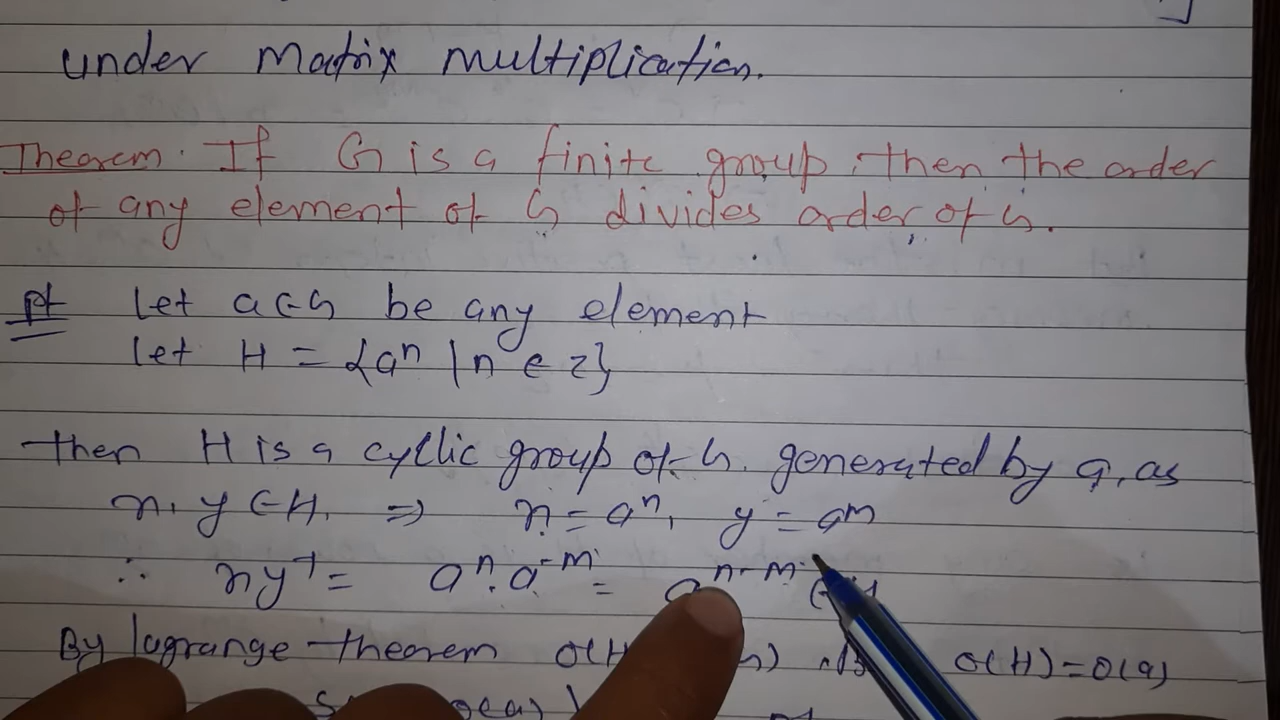 under Matrix multiplication.
Theorem. If G is a finite group, then the order
of any element of G divides order of G.
Pf Let a ∈ G be any element
Let H = {aⁿ | n ∈ z}
then H is a cyclic group of G. generated by a, as
x, y ∈ H, ⇒ x = aⁿ, y = aᵐ
∴ xy⁻¹ = aⁿ. a⁻ᵐ = aⁿ⁻ᵐ
By lagrange theorem O(H O(H)=O(a)
O(a)